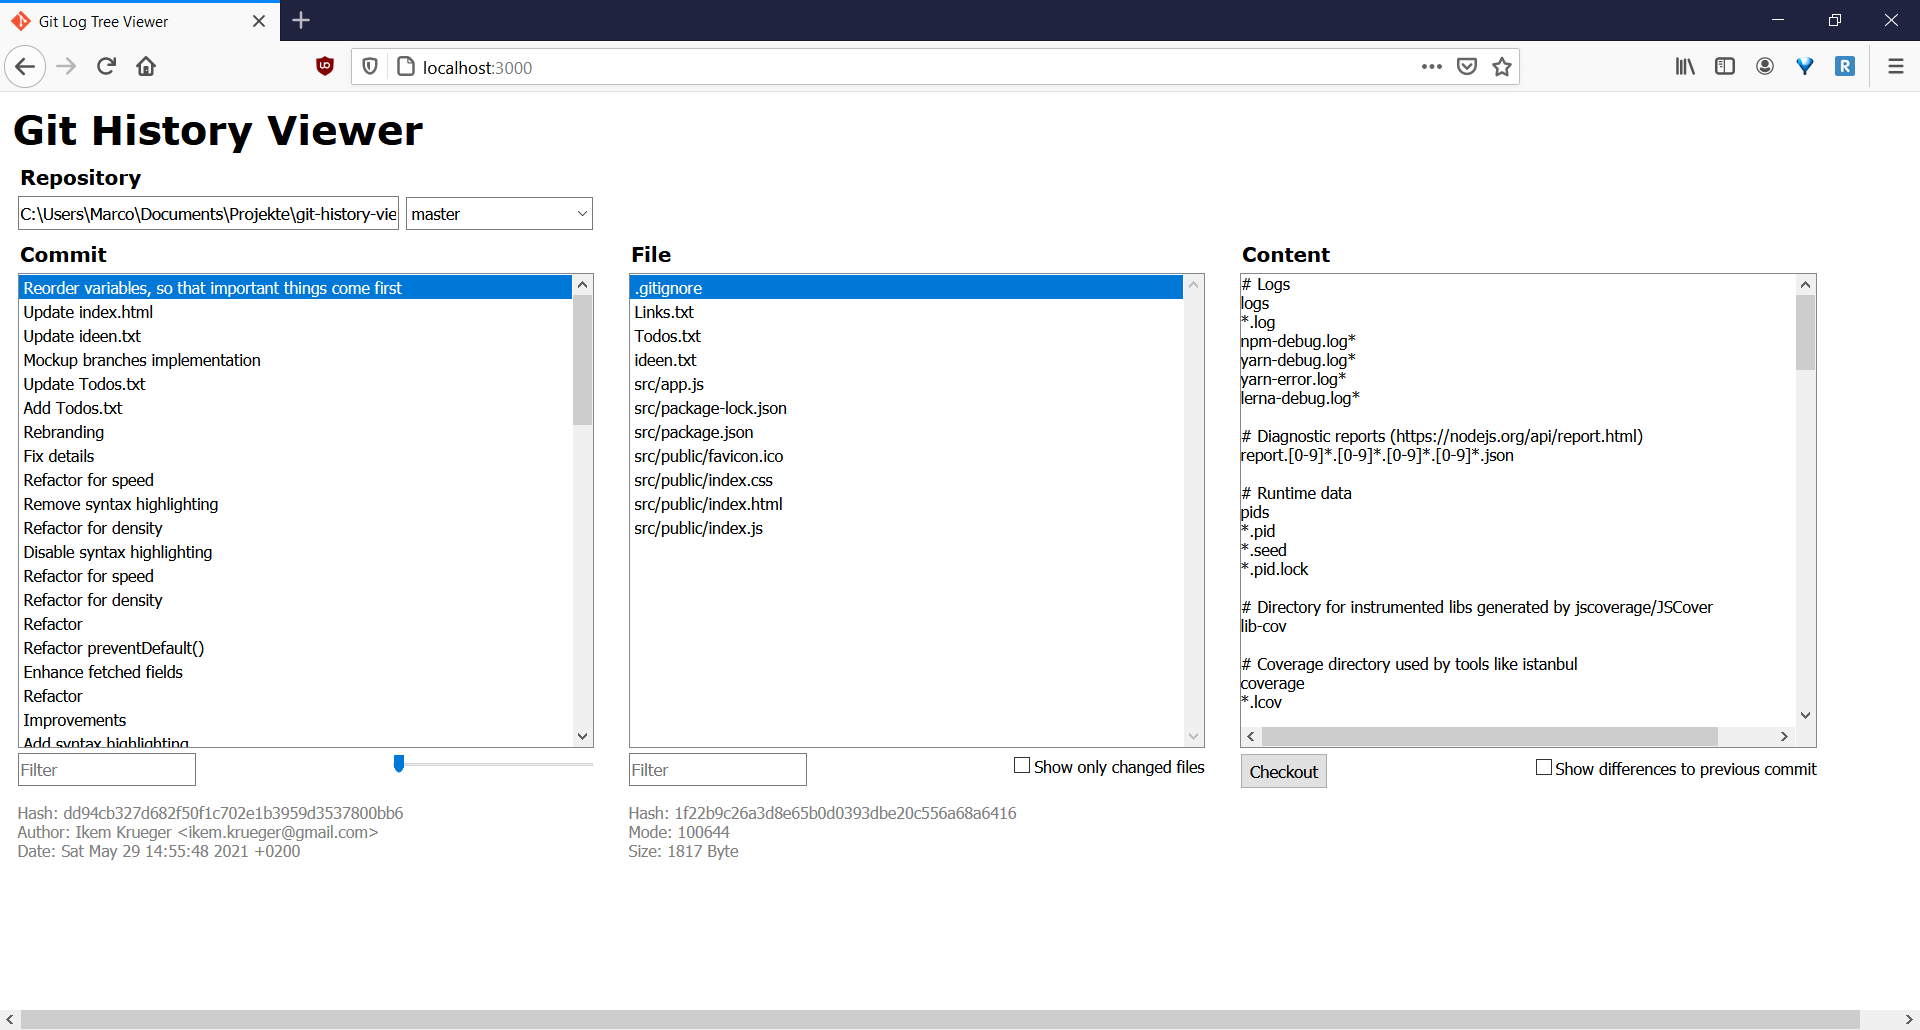 Git Log Tree Viewer
localhost:3000
Git History Viewer
Repository
C:\Users\Marco\Documents\Projekte\git-history-vie
master
Commit
Reorder variables, so that important things come first
Update index.html
Update ideen.txt
Mockup branches implementation
Update Todos.txt
Add Todos.txt
Rebranding
Fix details
Refactor for speed
Remove syntax highlighting
Refactor for density
Disable syntax highlighting
Refactor for speed
Refactor for density
Refactor
Refactor preventDefault()
Enhance fetched fields
Refactor
Improvements
Add syntax highlighting
Filter
Hash: dd94cb327d682f50f1c702e1b3959d3537800bb6
Author: Ikem Krueger <ikem.krueger@gmail.com>
Date: Sat May 29 14:55:48 2021 +0200
File
.gitignore
Links.txt
Todos.txt
ideen.txt
src/app.js
src/package-lock.json
src/package.json
src/public/favicon.ico
src/public/index.css
src/public/index.html
src/public/index.js
Filter
Show only changed files
Hash: 1f22b9c26a3d8e65b0d0393dbe20c556a68a6416
Mode: 100644
Size: 1817 Byte
Content
# Logs
logs
*.log
npm-debug.log*
yarn-debug.log*
yarn-error.log*
lerna-debug.log*
# Diagnostic reports (https://nodejs.org/api/report.html)
report.[0-9]*.[0-9]*.[0-9]*.[0-9]*.json
# Runtime data
pids
*.pid
*.seed
*.pid.lock
# Directory for instrumented libs generated by jscoverage/JSCover
lib-cov
# Coverage directory used by tools like istanbul
coverage
*.lcov
Checkout
Show differences to previous commit